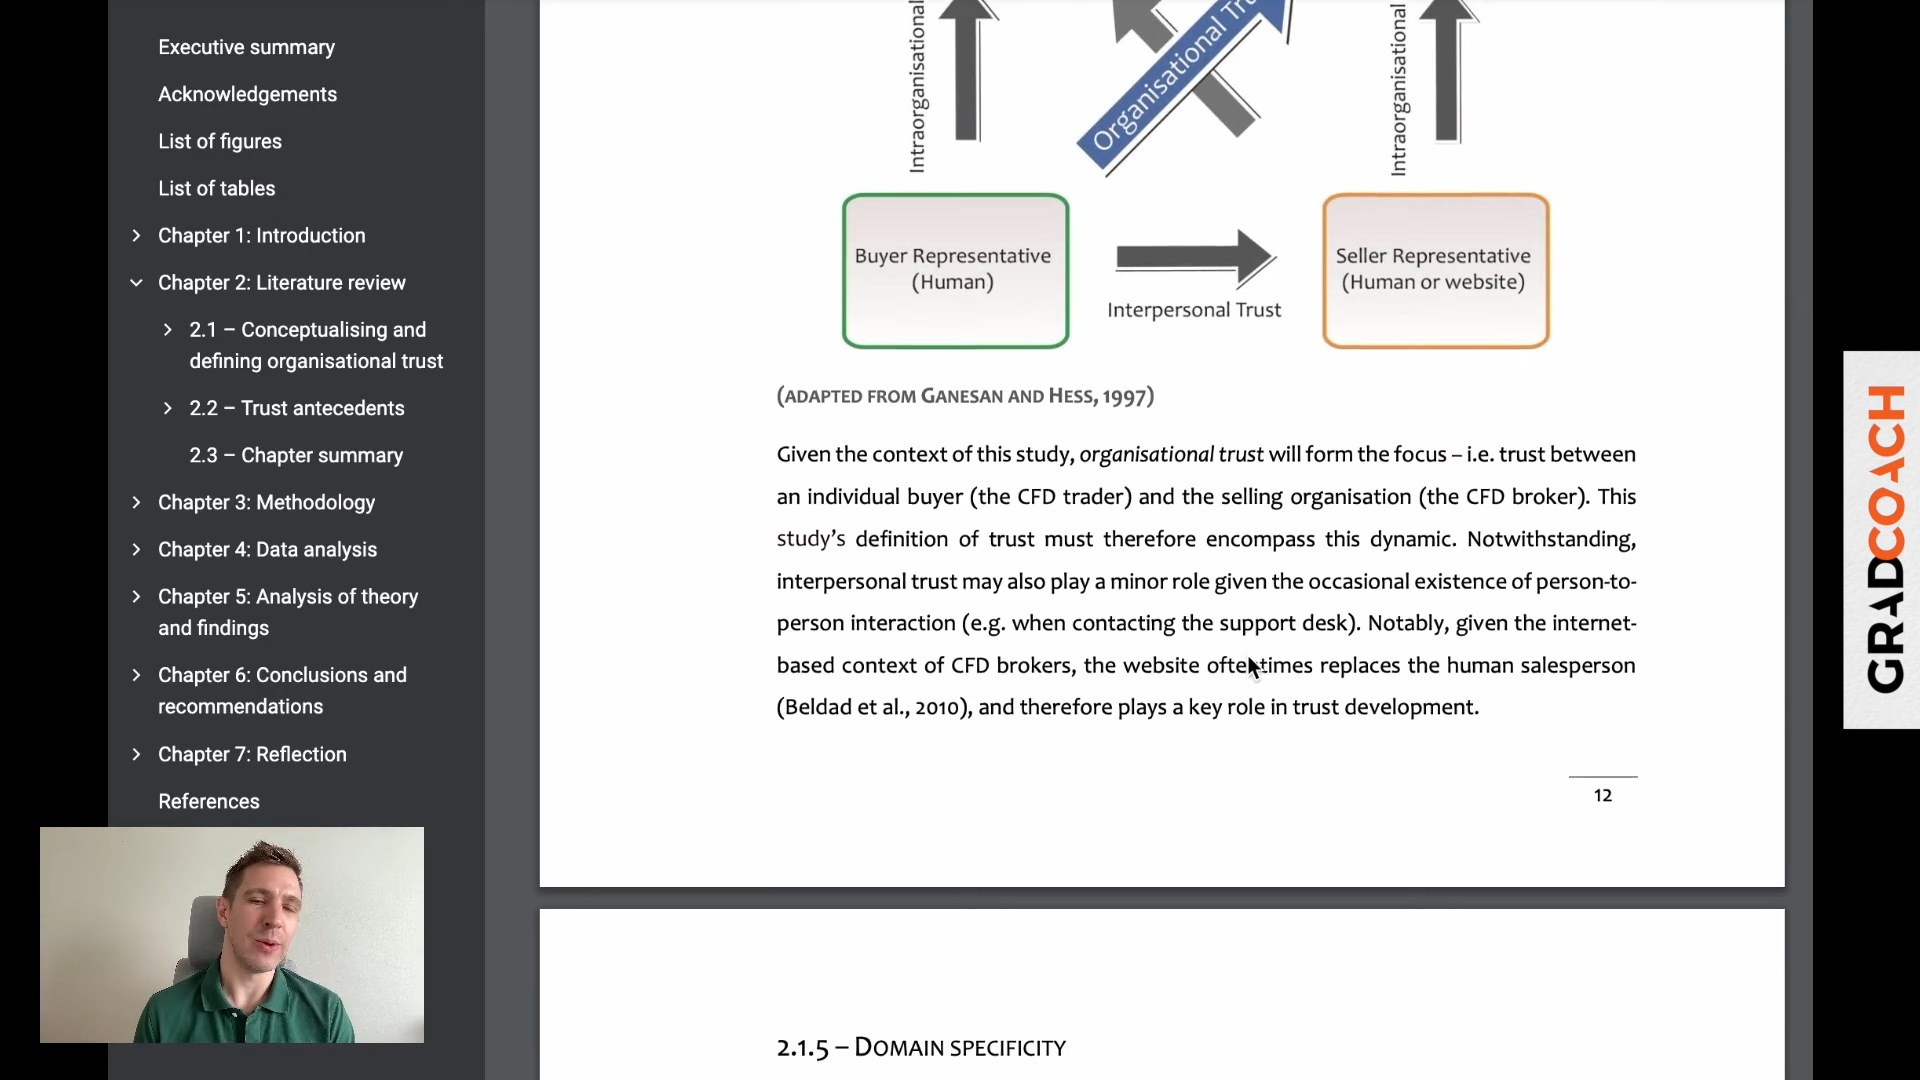 Executive summary
Acknowledgements
List of figures
List of tables
Chapter 1: Introduction
Chapter 2: Literature review
2.1 – Conceptualising and
defining organisational trust
2.2 – Trust antecedents
2.3 – Chapter summary
Chapter 3: Methodology
Chapter 4: Data analysis
Chapter 5: Analysis of theory
and findings
Chapter 6: Conclusions and
recommendations
Chapter 7: Reflection
References
Intraorganisational
Organisational Tru
Intraorganisational
Buyer Representative
(Human)
Interpersonal Trust
Seller Representative
(Human or website)
(ADAPTED FROM GANESAN AND HESS, 1997)
Given the context of this study, organisational trust will form the focus – i.e. trust between
an individual buyer (the CFD trader) and the selling organisation (the CFD broker). This
study’s definition of trust must therefore encompass this dynamic. Notwithstanding,
interpersonal trust may also play a minor role given the occasional existence of person-to-
person interaction (e.g. when contacting the support desk). Notably, given the internet-
based context of CFD brokers, the website oftentimes replaces the human salesperson
(Beldad et al., 2010), and therefore plays a key role in trust development.
12
2.1.5 – DOMAIN SPECIFICITY
GRADCOACH